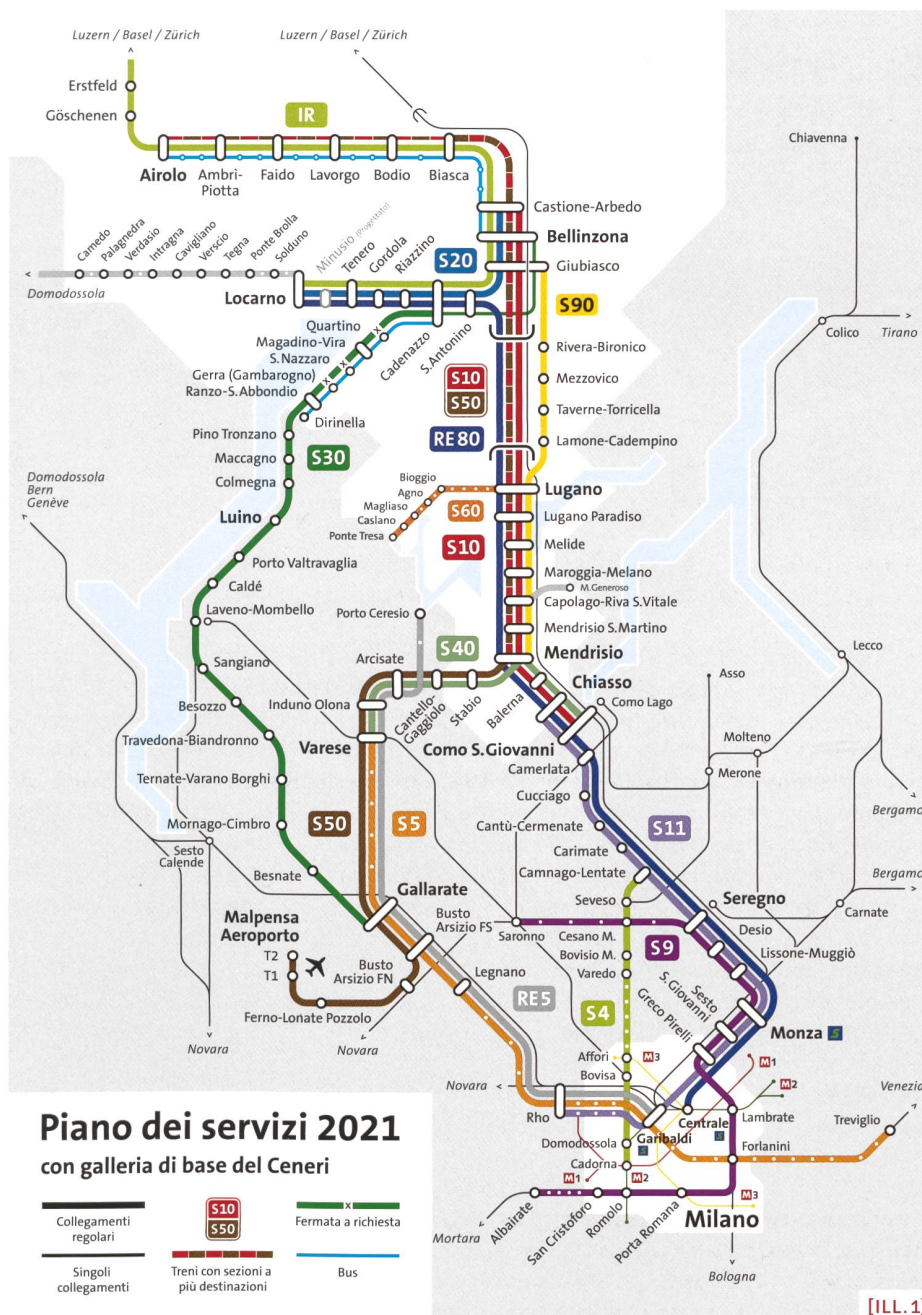 Luzern / Basel / Zürich
Luzern / Basel / Zürich
Erstfeld
Göschenen
IR
Chiavenna
Airolo
Ambrì-
Piotta
Faido
Lavorgo
Bodio
Biasca
Castione-Arbedo
Bellinzona
Giubiasco
Camedo
Palagnedra
Verdasio
Intragna
Cavigliano
Verscio
Tegna
Ponte Brolla
Solduno
Minusio (Progettato)
Tenero
Gordola
Riazzino
S20
S90
Domodossola
Locarno
Colico
Tirano
Quartino
Magadino-Vira
S.Nazzaro
Gerra (Gambarogno)
Ranzo-S.Abbondio
Cadenazzo
S.Antonino
Dirinella
Rivera-Bironico
Mezzovico
Taverne-Torricella
Lamone-Cadempino
S10
S50
RE80
Pino Tronzano
Maccagno
Colmegna
S30
Luino
Domodossola
Bern
Genève
Bioggio
Agno
Magliaso
Caslano
Ponte Tresa
S60
S10
Lugano
Lugano Paradiso
Melide
Maroggia-Melano
M.Generoso
Capolago-Riva S.Vitale
Mendrisio S.Martino
Mendrisio
Porto Valtravaglia
Caldé
Laveno-Mombello
Porto Ceresio
S40
Arcisate
Sangiano
Besozzo
Induno Olona
Cantello-
Gaggiolo
Stabio
Balerna
Chiasso
Como Lago
Asso
Lecco
Travedona-Biandronno
Varese
Como S.Giovanni
Camerlata
Molteno
Merone
Ternate-Varano Borghi
Cucciago
Bergamo
Mornago-Cimbro
S50
S5
Cantù-Cermenate
S11
Sesto
Calende
Carimate
Besnate
Camnago-Lentate
Bergamo
Gallarate
Seveso
Seregno
Carnate
Malpensa
Aeroporto
Busto
Arsizio FS
Saronno
Cesano M.
Desio
Lissone-Muggiò
T2
T1
Busto
Arsizio FN
Legnano
Bovisio M.
Varedo
S9
Ferno-Lonate Pozzolo
RE5
S4
Sesto
S.Giovanni
Greco Pirelli
Monza S
Novara
Novara
Affori
M3
Bovisa
M1
M2
Novara
Venezia
Rho
Centrale
S
Lambrate
Treviglio
Domodossola
Garibaldi
S
Forlanini
Cadorna
M1
M2
M3
Mortara
Albairate
San Cristoforo
Romolo
Porta Romana
Milano
Bologna
Piano dei servizi 2021
con galleria di base del Ceneri
Collegamenti
regolari
S10
S50
Treni con sezioni a
più destinazioni
x
Fermata a richiesta
Singoli
collegamenti
Bus
[ILL. 1]